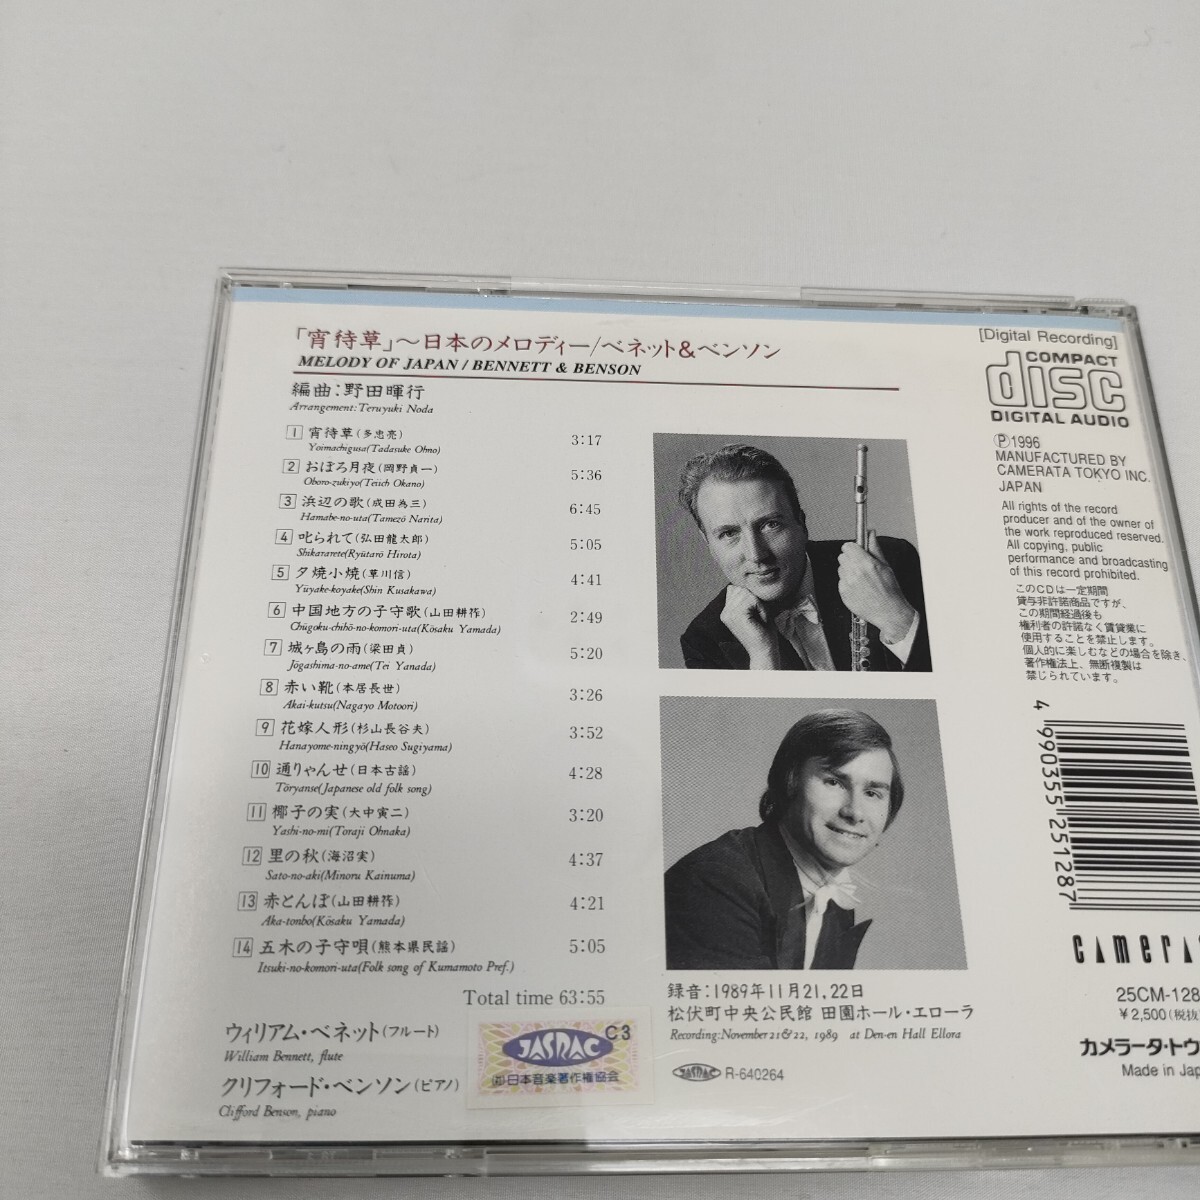 「宵待草」～日本のメロディー/ベネット&ベンソン
MELODY OF JAPAN / BENNETT & BENSON
編曲：野田暉行
Arrangement: Teruyuki Noda
1 宵待草(多忠亮) 3:17
Yoimachigusa(Tadasuke Ohno)
2 おぼろ月夜(岡野貞一) 5:36
Oboro-zukiyo(Teiich Okano)
3 浜辺の歌(成田為三) 6:45
Hamabe-no-uta(Tamezō Narita)
4 叱られて(弘田龍太郎) 5:05
Shikararete(Ryūtarō Hirota)
5 夕焼小焼(草川信) 4:41
Yuyake-koyake(Shin Kusakawa)
6 中国地方の子守歌(山田耕筰) 2:49
Chūgoku-chihō-no-komori-uta(Kōsaku Yamada)
7 城ヶ島の雨(梁田貞) 5:20
Jōgashima-no-ame(Tei Yanada)
8 赤い靴(本居長世) 3:26
Akai-kutsu(Nagayo Motoori)
9 花嫁人形(杉山長谷夫) 3:52
Hanayome-ningyō(Haseo Sugiyama)
10 通りゃんせ(日本古謡) 4:28
Tōryanse(Japanese old folk song)
11 椰子の実(大中寅二) 3:20
Yashi-no-mi(Toraji Ohnaka)
12 里の秋(海沼実) 4:37
Sato-no-aki(Minoru Kainuma)
13 赤とんぼ(山田耕筰) 4:21
Aka-tonbo(Kōsaku Yamada)
14 五木の子守唄(熊本県民謡) 5:05
Itsuki-no-komori-uta(Folk song of Kumamoto Pref.)
Total time 63:55
ウィリアム・ベネット(フルート)
William Bennett, flute
クリフォード・ベンソン(ピアノ)
Clifford Benson, piano
C3
JASRAC
(社)日本音楽著作権協会
録音：1989年11月21,22日
松伏町中央公民館 田園ホール・エローラ
Recording: November 21&22, 1989 at Den-en Hall Ellora
JASRAC R-640264
[Digital Recording]
COMPACT
disc
DIGITAL AUDIO
Ⓟ1996
MANUFACTURED BY
CAMERATA TOKYO INC.
JAPAN
All rights of the record
producer and of the owner of
the work reproduced reserved.
All copying, public
performance and broadcasting
of this record prohibited.
このCDは一定期間
貸与非許諾商品ですが、
この期間経過後も
権利者の許諾なく賃貸業に
使用することを禁止します。
個人的に楽しむなどの場合を除き、
著作権法上、無断複製は
禁じられています。
4 990355 251287
CAMERA
25CM-128
¥2,500(税抜
カメラータ・トウ
Made in Jap